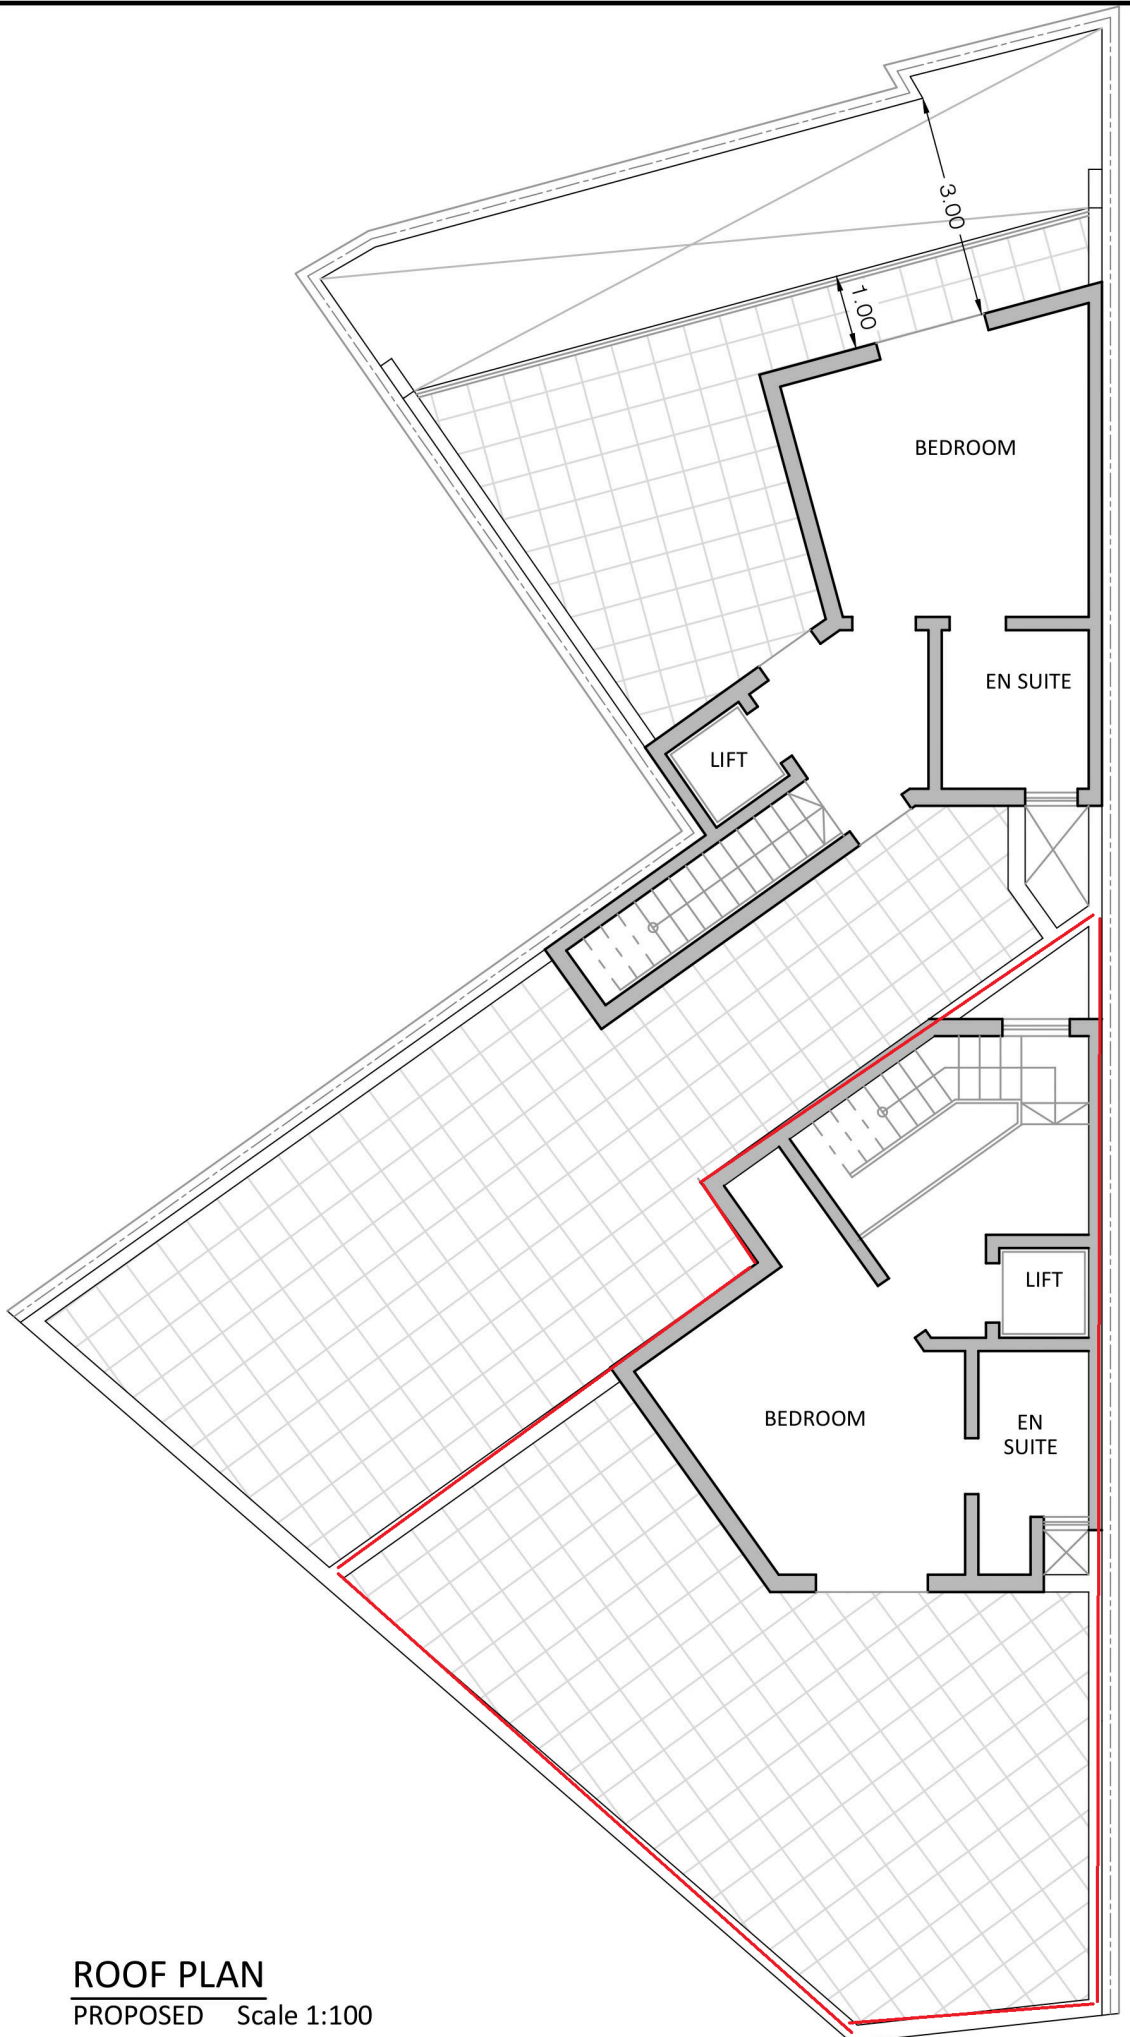 3.00
1.00
BEDROOM
EN SUITE
LIFT
LIFT
BEDROOM
EN
SUITE
ROOF PLAN
PROPOSED Scale 1:100